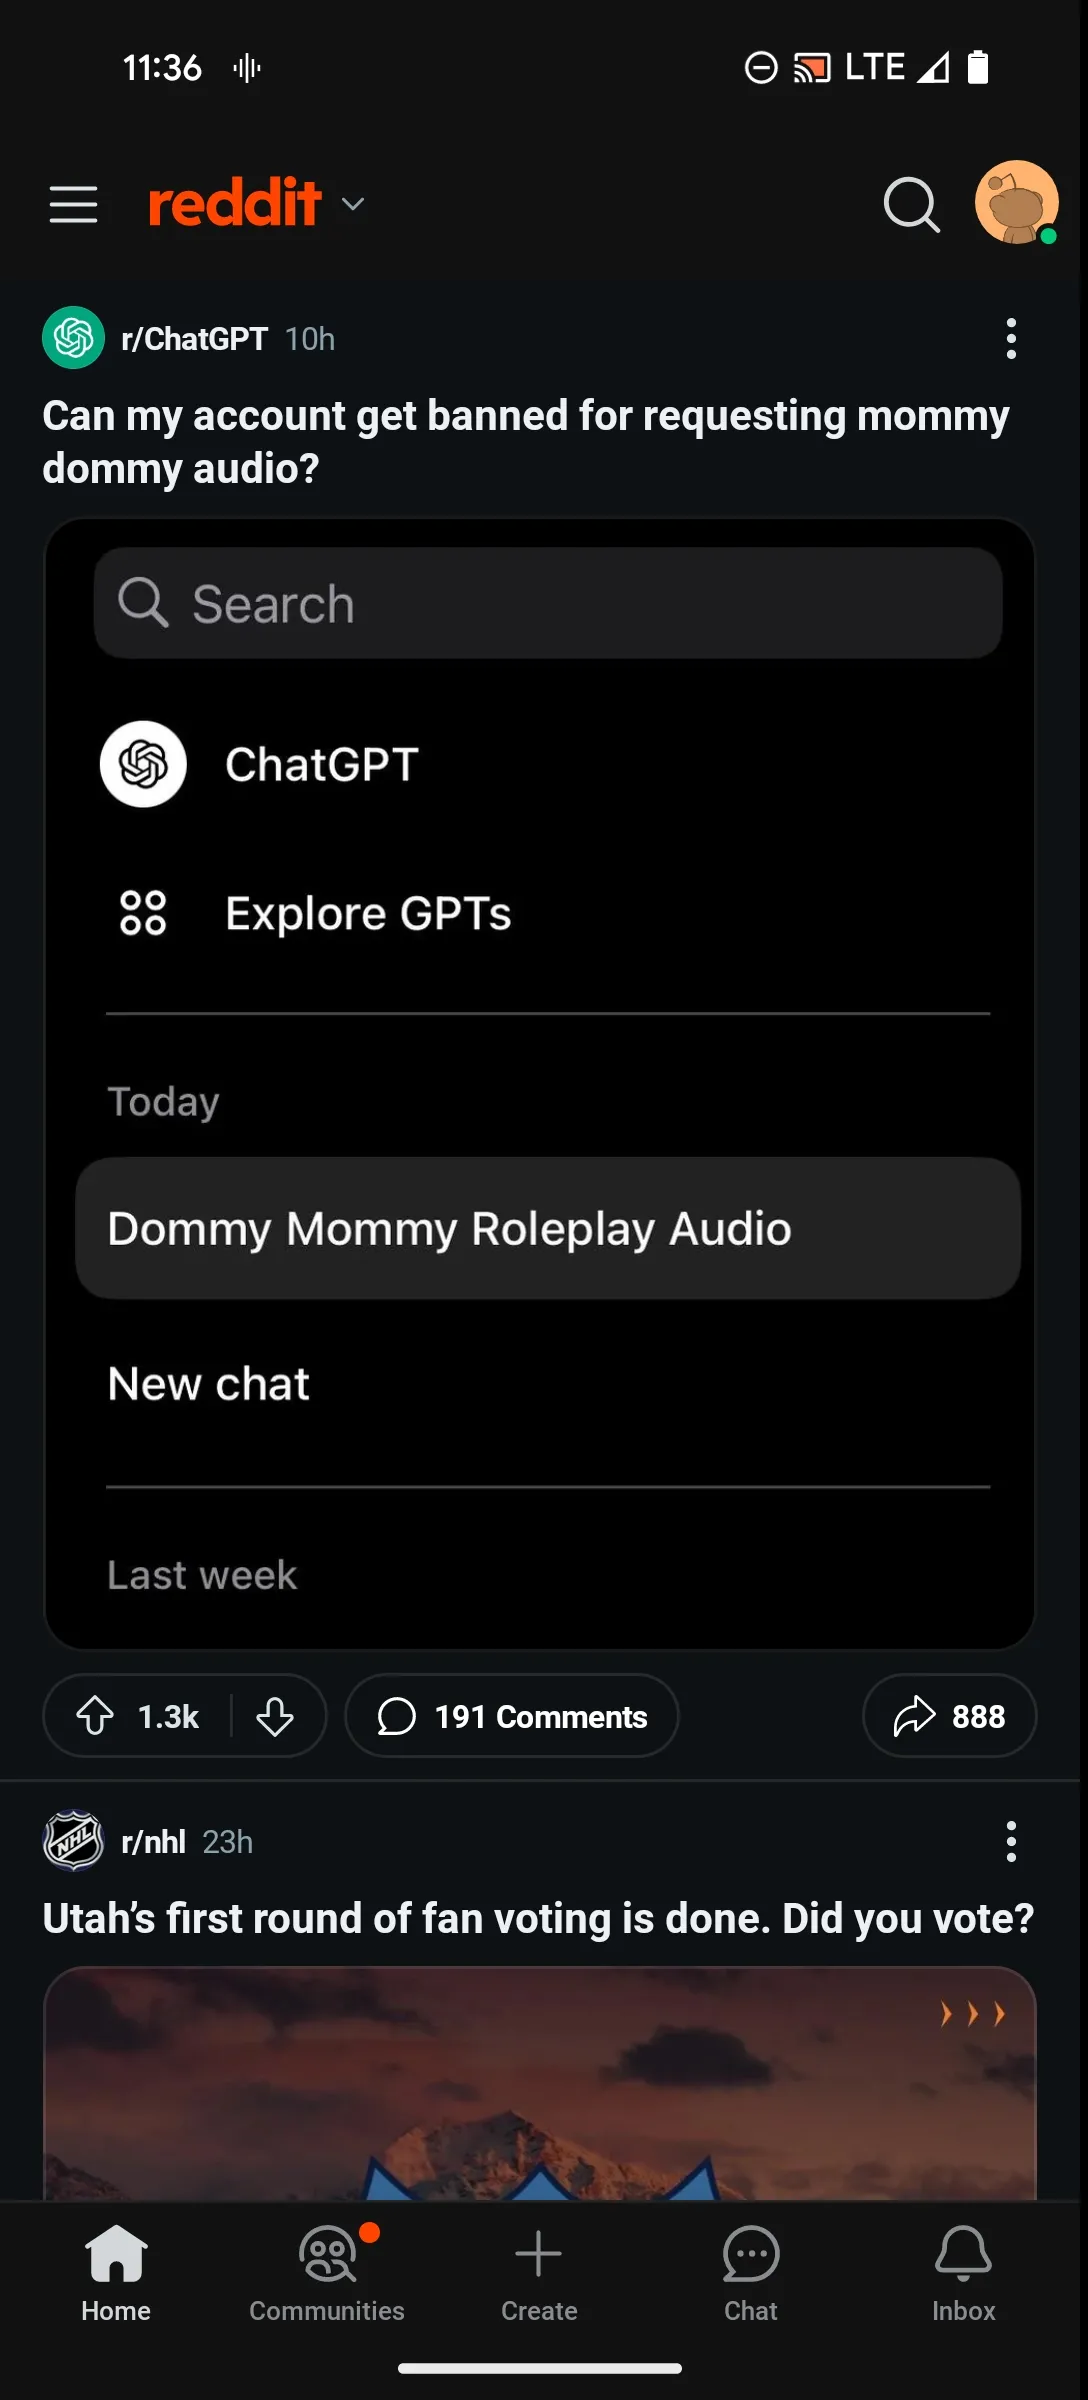 11:36
LTE
reddit
r/ChatGPT 10h
Can my account get banned for requesting mommy
dommy audio?
Search
ChatGPT
Explore GPTs
Today
Dommy Mommy Roleplay Audio
New chat
Last week
1.3k
191 Comments
888
NHL
r/nhl 23h
Utah’s first round of fan voting is done. Did you vote?
Home
Communities
Create
Chat
Inbox